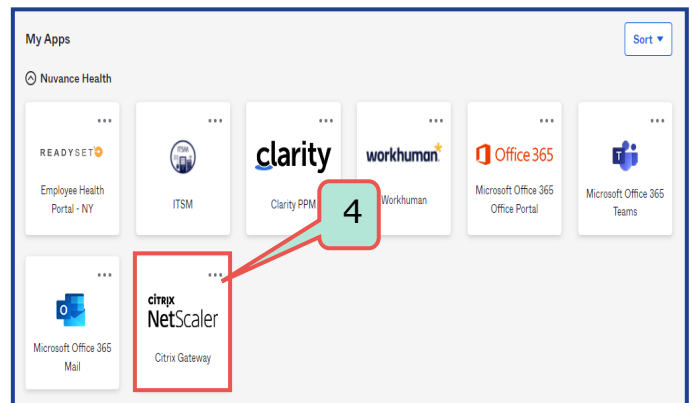 My Apps
Sort
Nuvance Health
READYSET
Employee Health
Portal - NY
ITSM
ITSM
clarity
Clarity PPM
workhuman
Workhuman
Office 365
Microsoft Office 365
Office Portal
Microsoft Office 365
Teams
4
Microsoft Office 365
Mail
citrix
NetScaler
Citrix Gateway